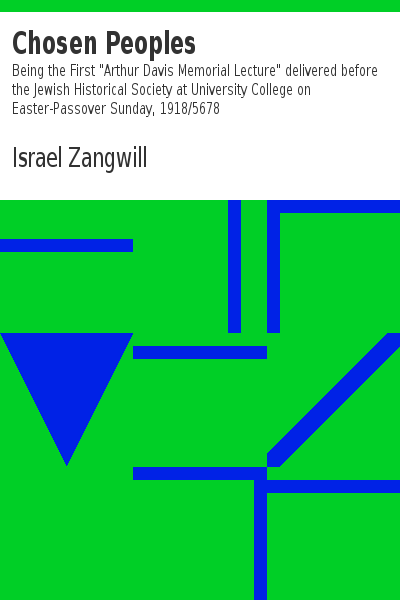 Chosen Peoples
Being the First "Arthur Davis Memorial Lecture" delivered before
the Jewish Historical Society at University College on
Easter-Passover Sunday, 1918/5678
Israel Zangwill